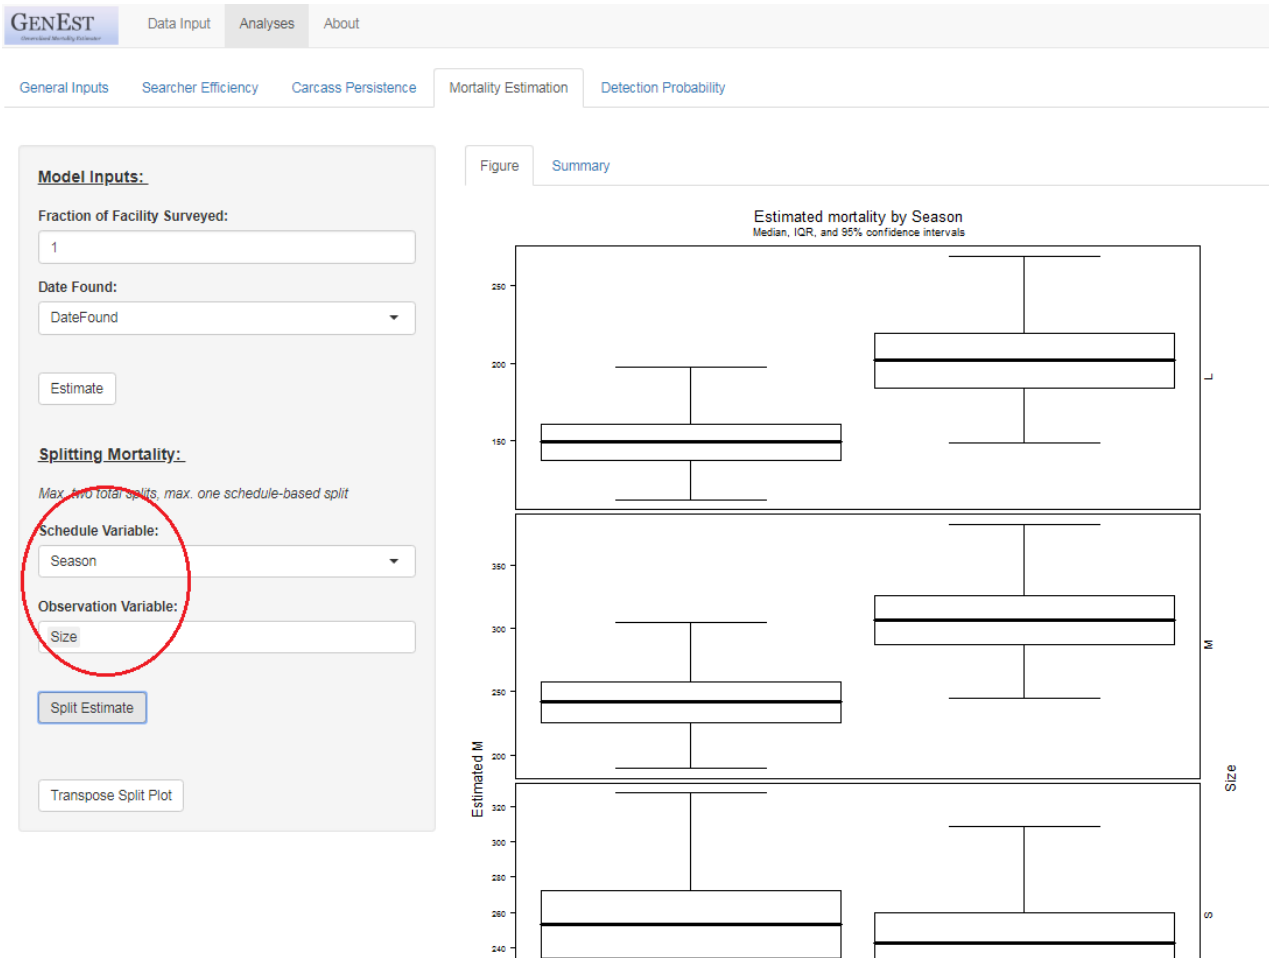 GENEST
Generalized Mortality Estimator
Data Input
Analyses
About
General Inputs
Searcher Efficiency
Carcass Persistence
Mortality Estimation
Detection Probability
Model Inputs:
Fraction of Facility Surveyed:
1
Date Found:
DateFound
Estimate
Splitting Mortality:
Max. two total splits, max. one schedule-based split
Schedule Variable:
Season
Observation Variable:
Size
Split Estimate
Transpose Split Plot
Figure
Summary
Estimated mortality by Season
Median, IQR, and 95% confidence intervals
250
200
150
L
350
300
250
200
M
320
300
280
260
240
S
Estimated M
Size